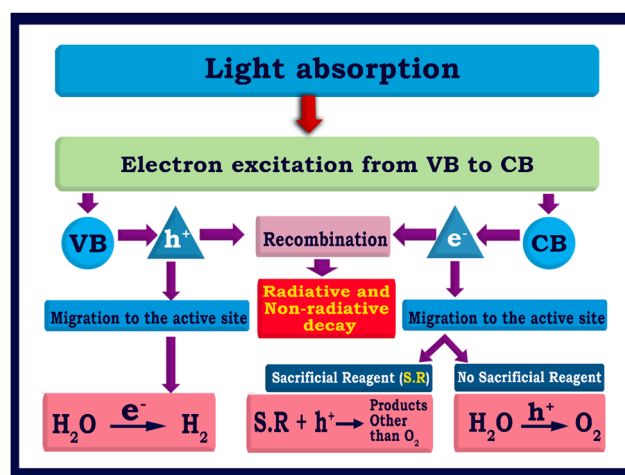 Light absorption
Electron excitation from VB to CB
VB
h⁺
Recombination
e⁻
CB
Radiative and
Non-radiative
decay
Migration to the active site
Migration to the active site
Sacrificial Reagent (S.R)
No Sacrificial Reagent
H₂O e⁻ → H₂
S.R + h⁺ → Products
Other
than O₂
H₂O h⁺ → O₂